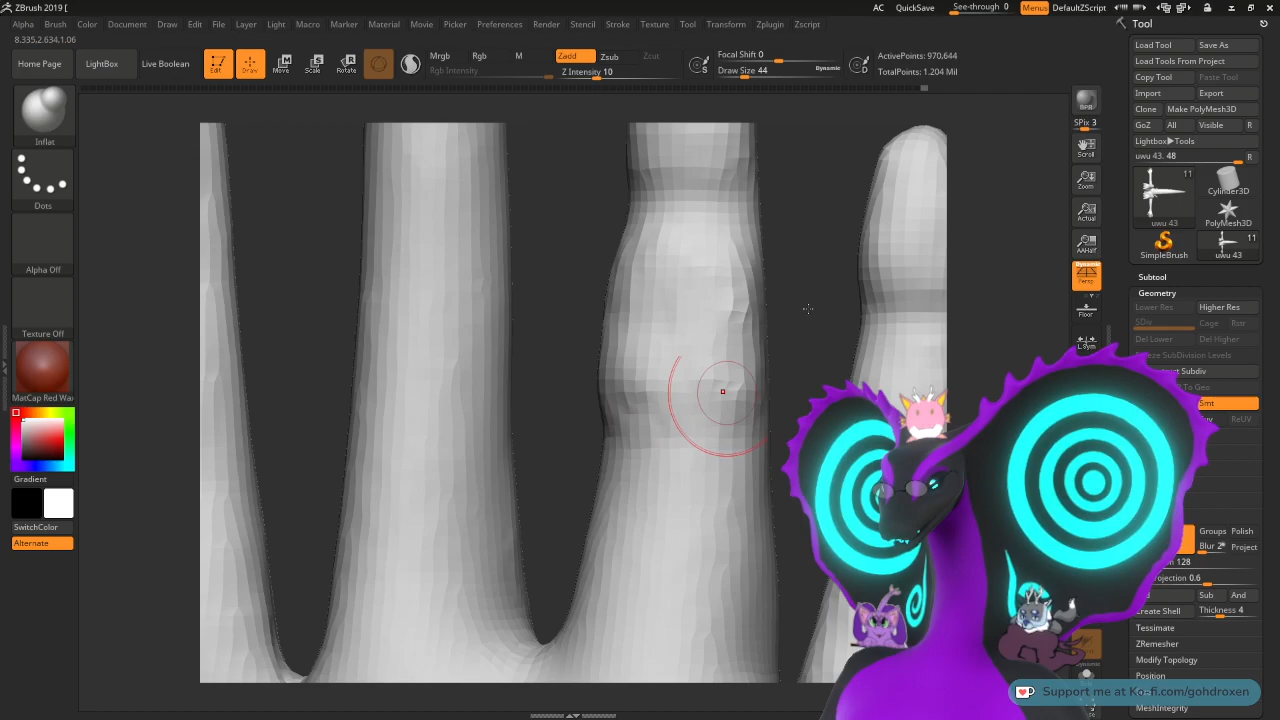 ZBrush 2019 [
AC QuickSave See-through 0 Menus DefaultZScript
Alpha Brush Color Document Draw Edit File Layer Light Macro Marker Material Movie Picker Preferences Render Stencil Stroke Texture Tool Transform Zplugin Zscript
8.335,2.634,1.06
Home Page LightBox Live Boolean Edit Draw Move Scale Rotate
Mrgb Rgb M Zadd Zsub Zcut
Rgb Intensity Z Intensity 10
Focal Shift 0
Draw Size 44 Dynamic
ActivePoints: 970,644
TotalPoints: 1.204 Mil
Inflat
Dots
Alpha Off
Texture Off
MatCap Red Wax
Gradient
SwitchColor
Alternate
BPR
SPix 3
Scroll
Zoom
Actual
AAHalf
Dynamic
Persp
Floor
L.Sym
Tool
Load Tool Save As
Load Tools From Project
Copy Tool Paste Tool
Import Export
Clone Make PolyMesh3D
GoZ All Visible R
Lightbox▶Tools
uwu 43. 48 R
11
Cylinder3D
uwu 43 PolyMesh3D
11
SimpleBrush uwu 43
Subtool
Geometry
Lower Res Higher Res
SDiv Cage Rstr
Del Lower Del Higher
Freeze SubDivision Levels
Smt
ReUV
Groups Polish
Blur 2 Project
128
Projection 0.6
Sub And
Create Shell Thickness 4
Tessimate
ZRemesher
Modify Topology
Position
MeshIntegrity
Support me at Ko-fi.com/gohdroxen